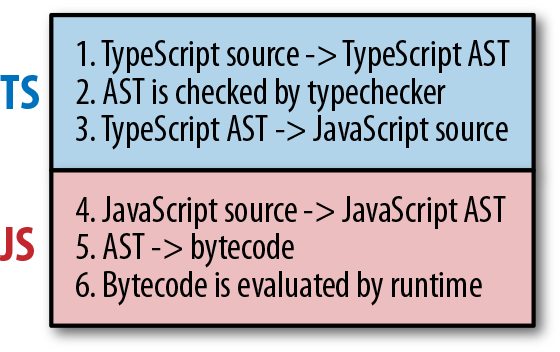 TS
1. TypeScript source -> TypeScript AST
2. AST is checked by typechecker
3. TypeScript AST -> JavaScript source
JS
4. JavaScript source -> JavaScript AST
5. AST -> bytecode
6. Bytecode is evaluated by runtime